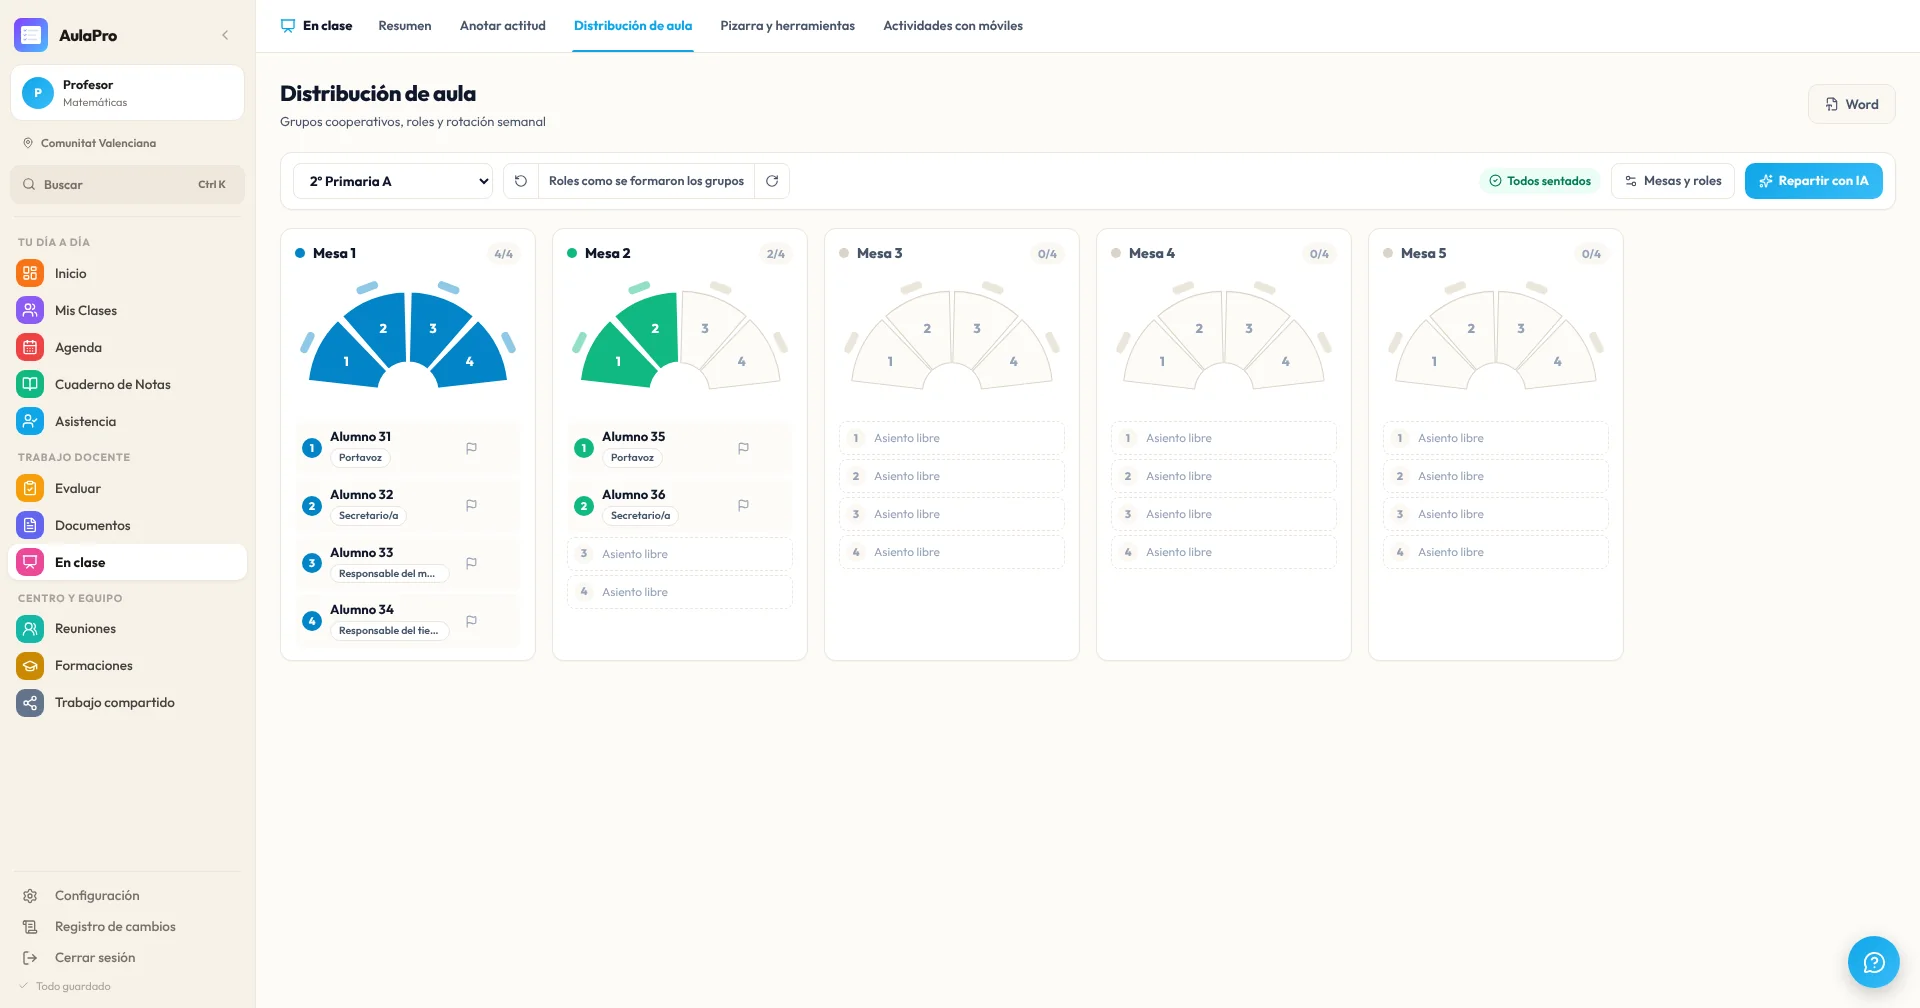 AulaPro
P
Profesor
Matemáticas
Comunitat Valenciana
Buscar
Ctrl K
TU DÍA A DÍA
Inicio
Mis Clases
Agenda
Cuaderno de Notas
Asistencia
TRABAJO DOCENTE
Evaluar
Documentos
En clase
CENTRO Y EQUIPO
Reuniones
Formaciones
Trabajo compartido
Configuración
Registro de cambios
Cerrar sesión
Todo guardado
En clase
Resumen
Anotar actitud
Distribución de aula
Pizarra y herramientas
Actividades con móviles
Distribución de aula
Grupos cooperativos, roles y rotación semanal
Word
2º Primaria A
Roles como se formaron los grupos
Todos sentados
Mesas y roles
Repartir con IA
Mesa 1
4/4
1
2
3
4
1
Alumno 31
Portavoz
2
Alumno 32
Secretario/a
3
Alumno 33
Responsable del m...
4
Alumno 34
Responsable del tie...
Mesa 2
2/4
1
2
3
4
1
Alumno 35
Portavoz
2
Alumno 36
Secretario/a
3 Asiento libre
4 Asiento libre
Mesa 3
0/4
1
2
3
4
1 Asiento libre
2 Asiento libre
3 Asiento libre
4 Asiento libre
Mesa 4
0/4
1
2
3
4
1 Asiento libre
2 Asiento libre
3 Asiento libre
4 Asiento libre
Mesa 5
0/4
1
2
3
4
1 Asiento libre
2 Asiento libre
3 Asiento libre
4 Asiento libre